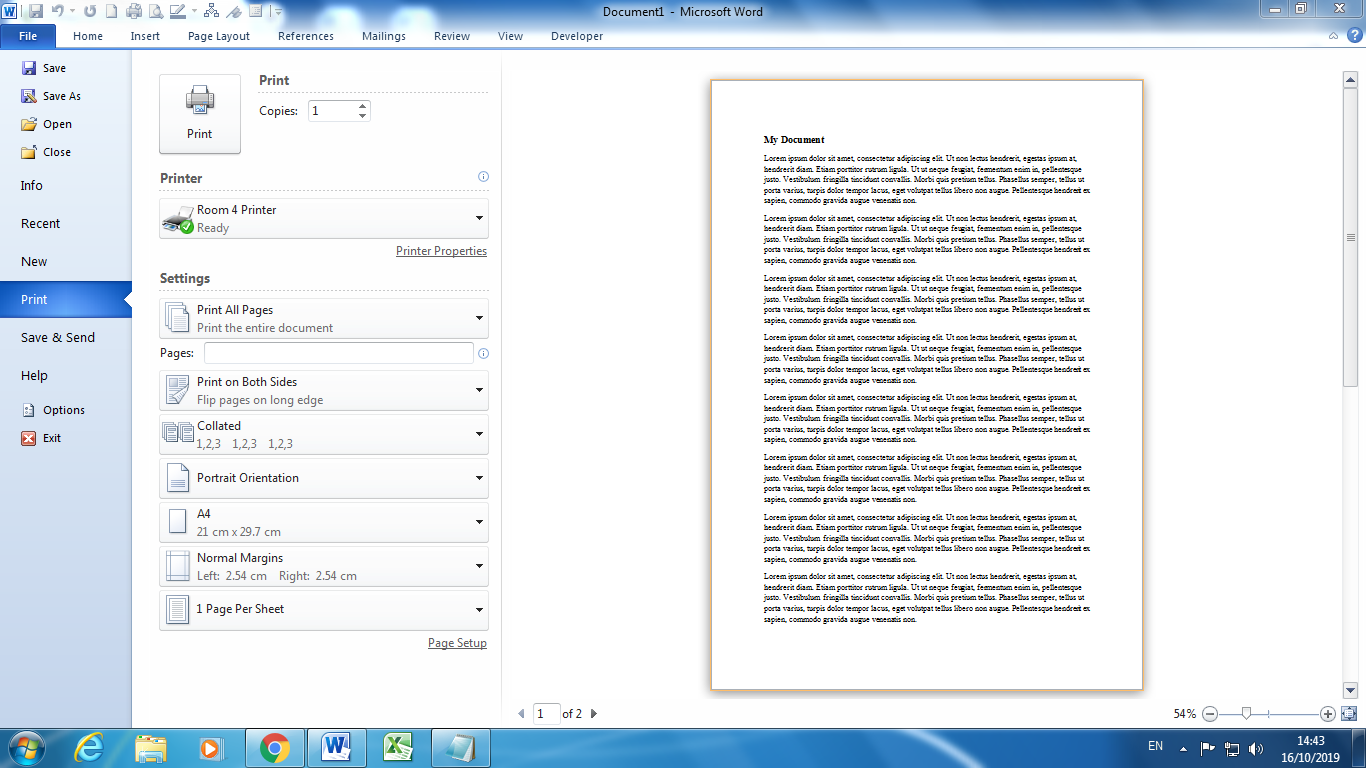 Document1 - Microsoft Word
File Home Insert Page Layout References Mailings Review View Developer
Save
Save As
Open
Close
Info
Recent
New
Print
Save & Send
Help
Options
Exit
Print
Print
Copies: 1
Printer
Room 4 Printer
Ready
Printer Properties
Settings
Print All Pages
Print the entire document
Pages:
Print on Both Sides
Flip pages on long edge
Collated
1,2,3 1,2,3 1,2,3
Portrait Orientation
A4
21 cm x 29.7 cm
Normal Margins
Left: 2.54 cm Right: 2.54 cm
1 Page Per Sheet
Page Setup
My Document
Lorem ipsum dolor sit amet, consectetur adipiscing elit. Ut non lectus hendrerit, egestas ipsum at,
hendrerit diam. Etiam porttitor rutrum ligula. Ut ut neque feugiat, fermentum enim in, pellentesque
justo. Vestibulum fringilla tincidunt convallis. Morbi quis pretium tellus. Phasellus semper, tellus ut
porta varius, turpis dolor tempor lacus, eget volutpat tellus libero non augue. Pellentesque hendrerit ex
sapien, commodo gravida augue venenatis non.
Lorem ipsum dolor sit amet, consectetur adipiscing elit. Ut non lectus hendrerit, egestas ipsum at,
hendrerit diam. Etiam porttitor rutrum ligula. Ut ut neque feugiat, fermentum enim in, pellentesque
justo. Vestibulum fringilla tincidunt convallis. Morbi quis pretium tellus. Phasellus semper, tellus ut
porta varius, turpis dolor tempor lacus, eget volutpat tellus libero non augue. Pellentesque hendrerit ex
sapien, commodo gravida augue venenatis non.
Lorem ipsum dolor sit amet, consectetur adipiscing elit. Ut non lectus hendrerit, egestas ipsum at,
hendrerit diam. Etiam porttitor rutrum ligula. Ut ut neque feugiat, fermentum enim in, pellentesque
justo. Vestibulum fringilla tincidunt convallis. Morbi quis pretium tellus. Phasellus semper, tellus ut
porta varius, turpis dolor tempor lacus, eget volutpat tellus libero non augue. Pellentesque hendrerit ex
sapien, commodo gravida augue venenatis non.
Lorem ipsum dolor sit amet, consectetur adipiscing elit. Ut non lectus hendrerit, egestas ipsum at,
hendrerit diam. Etiam porttitor rutrum ligula. Ut ut neque feugiat, fermentum enim in, pellentesque
justo. Vestibulum fringilla tincidunt convallis. Morbi quis pretium tellus. Phasellus semper, tellus ut
porta varius, turpis dolor tempor lacus, eget volutpat tellus libero non augue. Pellentesque hendrerit ex
sapien, commodo gravida augue venenatis non.
Lorem ipsum dolor sit amet, consectetur adipiscing elit. Ut non lectus hendrerit, egestas ipsum at,
hendrerit diam. Etiam porttitor rutrum ligula. Ut ut neque feugiat, fermentum enim in, pellentesque
justo. Vestibulum fringilla tincidunt convallis. Morbi quis pretium tellus. Phasellus semper, tellus ut
porta varius, turpis dolor tempor lacus, eget volutpat tellus libero non augue. Pellentesque hendrerit ex
sapien, commodo gravida augue venenatis non.
Lorem ipsum dolor sit amet, consectetur adipiscing elit. Ut non lectus hendrerit, egestas ipsum at,
hendrerit diam. Etiam porttitor rutrum ligula. Ut ut neque feugiat, fermentum enim in, pellentesque
justo. Vestibulum fringilla tincidunt convallis. Morbi quis pretium tellus. Phasellus semper, tellus ut
porta varius, turpis dolor tempor lacus, eget volutpat tellus libero non augue. Pellentesque hendrerit ex
sapien, commodo gravida augue venenatis non.
Lorem ipsum dolor sit amet, consectetur adipiscing elit. Ut non lectus hendrerit, egestas ipsum at,
hendrerit diam. Etiam porttitor rutrum ligula. Ut ut neque feugiat, fermentum enim in, pellentesque
justo. Vestibulum fringilla tincidunt convallis. Morbi quis pretium tellus. Phasellus semper, tellus ut
porta varius, turpis dolor tempor lacus, eget volutpat tellus libero non augue. Pellentesque hendrerit ex
sapien, commodo gravida augue venenatis non.
Lorem ipsum dolor sit amet, consectetur adipiscing elit. Ut non lectus hendrerit, egestas ipsum at,
hendrerit diam. Etiam porttitor rutrum ligula. Ut ut neque feugiat, fermentum enim in, pellentesque
justo. Vestibulum fringilla tincidunt convallis. Morbi quis pretium tellus. Phasellus semper, tellus ut
porta varius, turpis dolor tempor lacus, eget volutpat tellus libero non augue. Pellentesque hendrerit ex
sapien, commodo gravida augue venenatis non.
1 of 2
54%
EN
14:43
16/10/2019